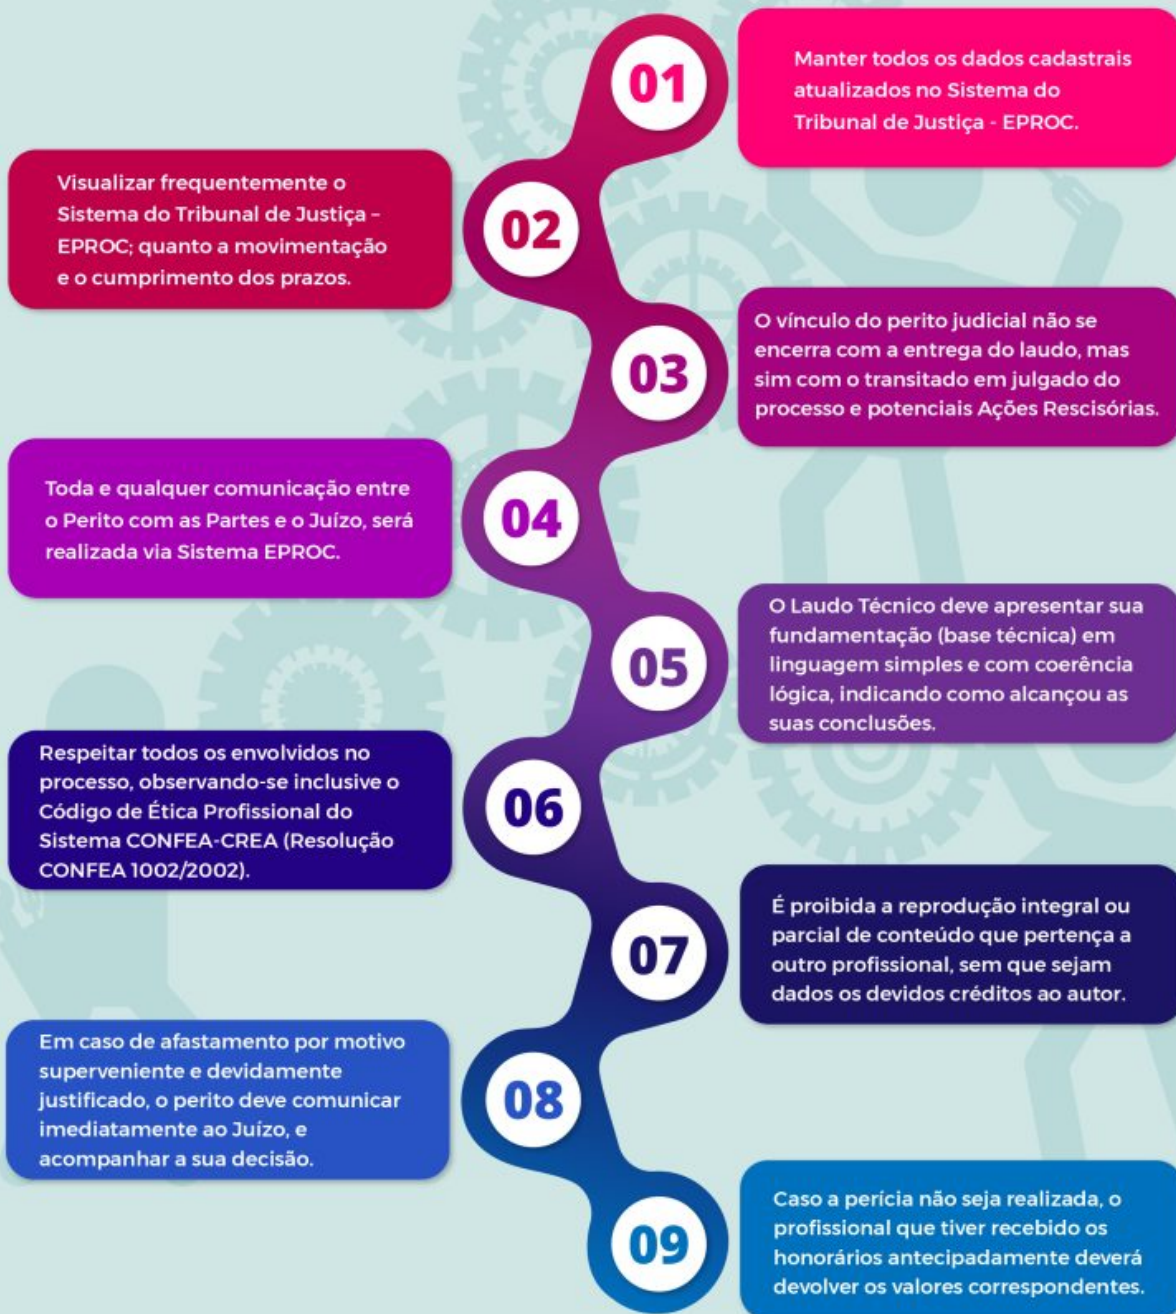 01
Manter todos os dados cadastrais
atualizados no Sistema do
Tribunal de Justiça - EPROC.
Visualizar frequentemente o
Sistema do Tribunal de Justiça –
EPROC; quanto a movimentação
e o cumprimento dos prazos.
02
03
O vínculo do perito judicial não se
encerra com a entrega do laudo, mas
sim com o transitado em julgado do
processo e potenciais Ações Rescisórias.
Toda e qualquer comunicação entre
o Perito com as Partes e o Juízo, será
realizada via Sistema EPROC.
04
05
O Laudo Técnico deve apresentar sua
fundamentação (base técnica) em
linguagem simples e com coerência
lógica, indicando como alcançou as
suas conclusões.
Respeitar todos os envolvidos no
processo, observando-se inclusive o
Código de Ética Profissional do
Sistema CONFEA-CREA (Resolução
CONFEA 1002/2002).
06
07
É proibida a reprodução integral ou
parcial de conteúdo que pertença a
outro profissional, sem que sejam
dados os devidos créditos ao autor.
Em caso de afastamento por motivo
superveniente e devidamente
justificado, o perito deve comunicar
imediatamente ao Juízo, e
acompanhar a sua decisão.
08
09
Caso a perícia não seja realizada, o
profissional que tiver recebido os
honorários antecipadamente deverá
devolver os valores correspondentes.